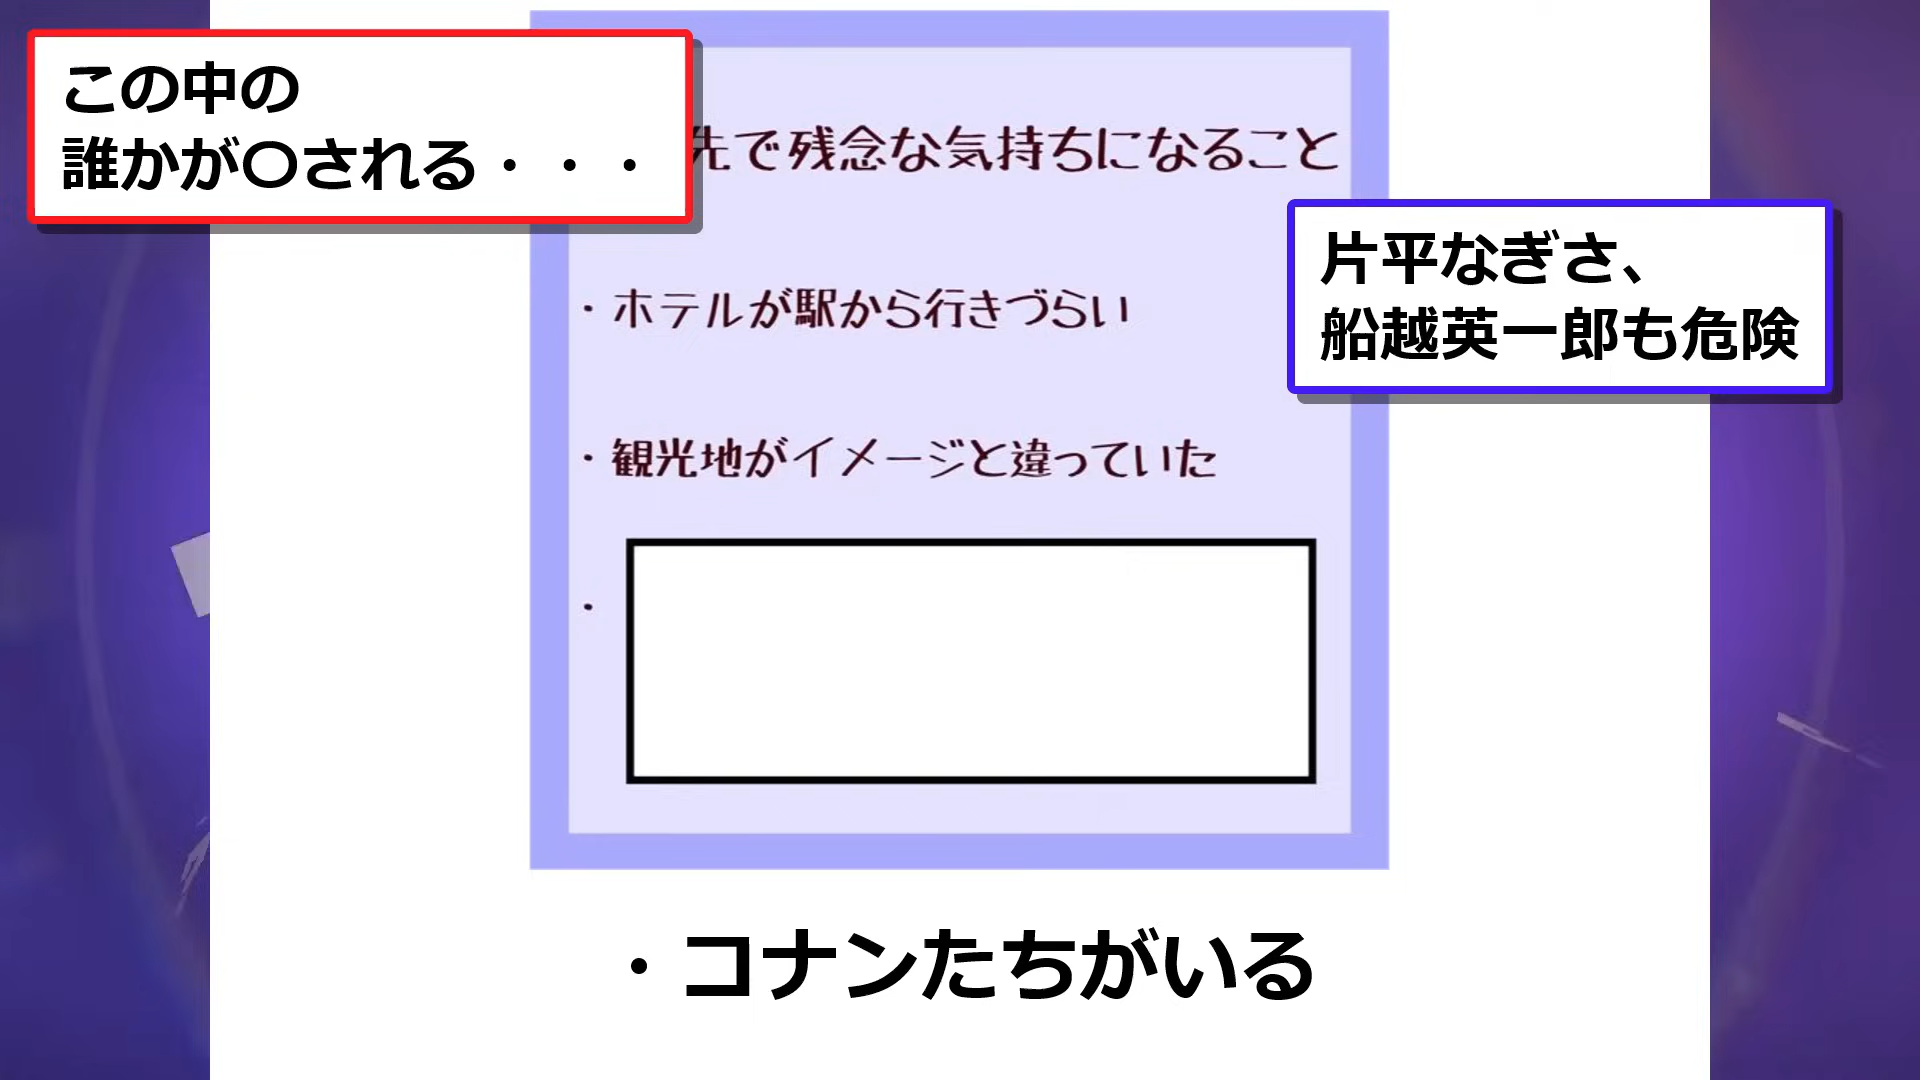 この中の
誰かが〇される・・・
先で残念な気持ちになること
片平なぎさ、
船越英一郎も危険
・ホテルが駅から行きづらい
・観光地がイメージと違っていた
・
・コナンたちがいる